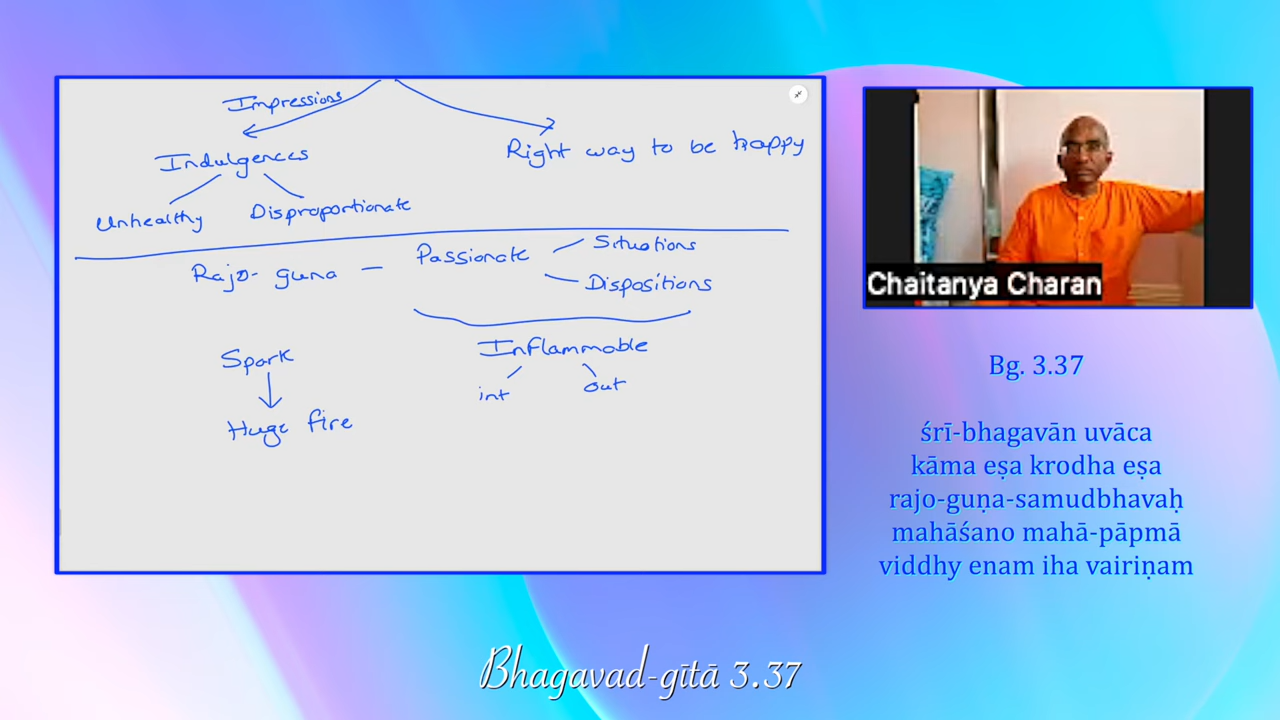 Impressions
Indulgences
Right way to be happy
Unhealthy
Disproportionate
Rajo-guna — Passionate
Situations
Dispositions
Inflammable
int
out
Spark
Huge fire
Chaitanya Charan
Bg. 3.37
śrī-bhagavān uvāca
kāma eṣa krodha eṣa
rajo-guṇa-samudbhavaḥ
mahāśano mahā-pāpmā
viddhy enam iha vairiṇam
Bhagavad-gītā 3.37